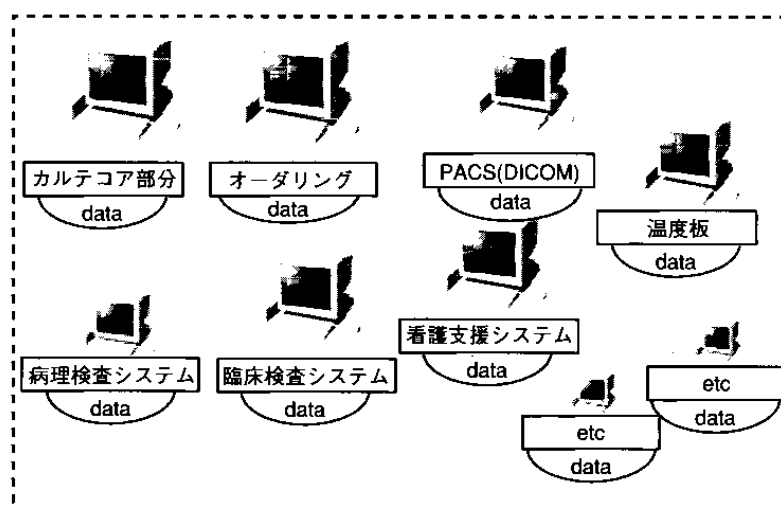 カルテコア部分
data
オーダリング
data
PACS(DICOM)
data
温度板
data
病理検査システム
data
臨床検査システム
data
看護支援システム
data
etc
data
etc
data